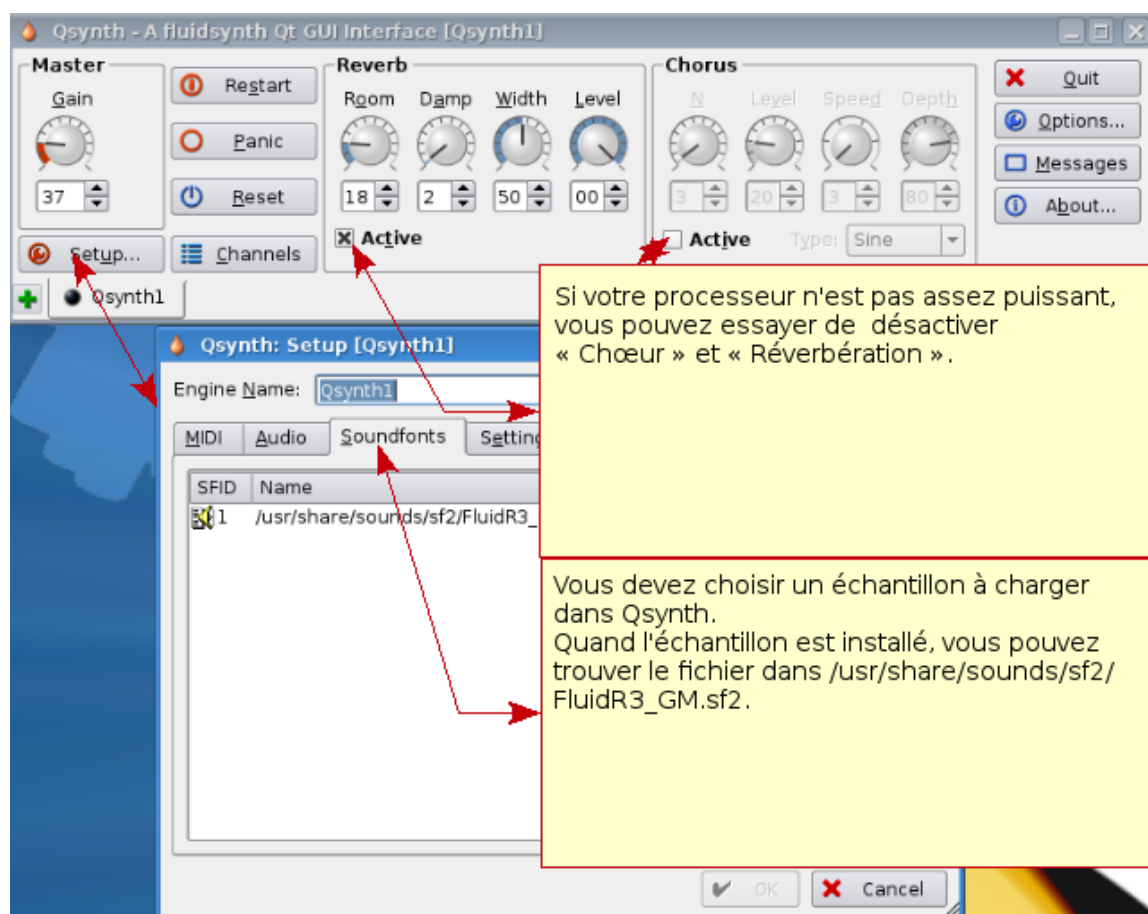 Qsynth - A fluidsynth Qt GUI Interface [Qsynth1]
Master
Gain
37
Setup...
Restart
Panic
Reset
Channels
Reverb
Room Damp Width Level
18 2 50 00
Active
Chorus
N Level Speed Depth
3 20 3 80
Active Type: Sine
Quit
Options...
Messages
About...
Qsynth1
Si votre processeur n'est pas assez puissant,
vous pouvez essayer de désactiver
« Chœur » et « Réverbération ».
Qsynth: Setup [Qsynth1]
Engine Name: Qsynth1
MIDI Audio Soundfonts Setting
SFID Name
1 /usr/share/sounds/sf2/FluidR3_
Vous devez choisir un échantillon à charger
dans Qsynth.
Quand l'échantillon est installé, vous pouvez
trouver le fichier dans /usr/share/sounds/sf2/
FluidR3_GM.sf2.
OK Cancel